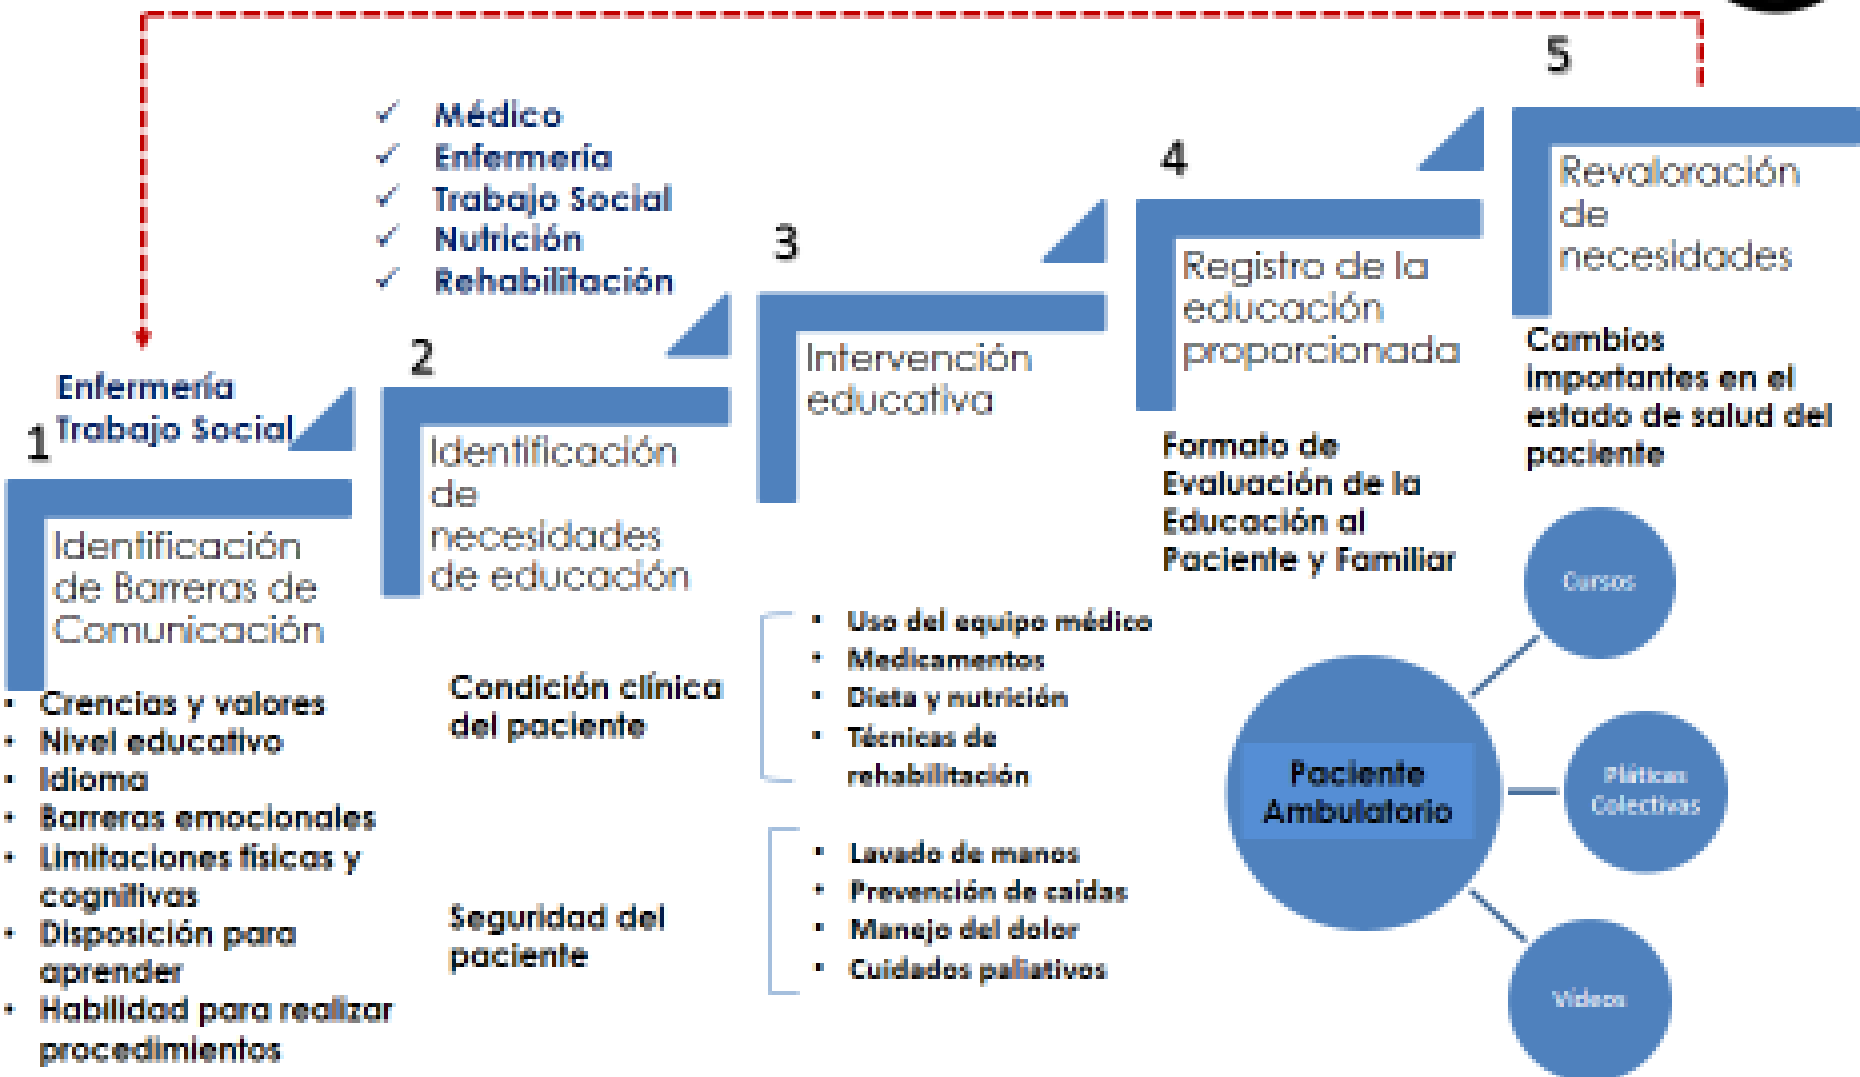 1
Enfermería
Trabajo Social
Identificación
de Barreras de
Comunicación
• Crencias y valores
• Nivel educativo
• Idioma
• Barreras emocionales
• Limitaciones físicas y
cognitivas
• Disposición para
aprender
• Habilidad para realizar
procedimientos
✓ Médico
✓ Enfermería
✓ Trabajo Social
✓ Nutrición
✓ Rehabilitación
2
Identificación
de
necesidades
de educación
Condición clínica
del paciente
Seguridad del
paciente
3
Intervención
educativa
• Uso del equipo médico
• Medicamentos
• Dieta y nutrición
• Técnicas de
rehabilitación
• Lavado de manos
• Prevención de caídas
• Manejo del dolor
• Cuidados paliativos
4
Registro de la
educación
proporcionada
Formato de
Evaluación de la
Educación al
Paciente y Familiar
5
Revaloración
de
necesidades
Cambios
importantes en el
estado de salud del
paciente
Paciente
Ambulatorio
Cursos
Pláticas
Colectivas
Videos